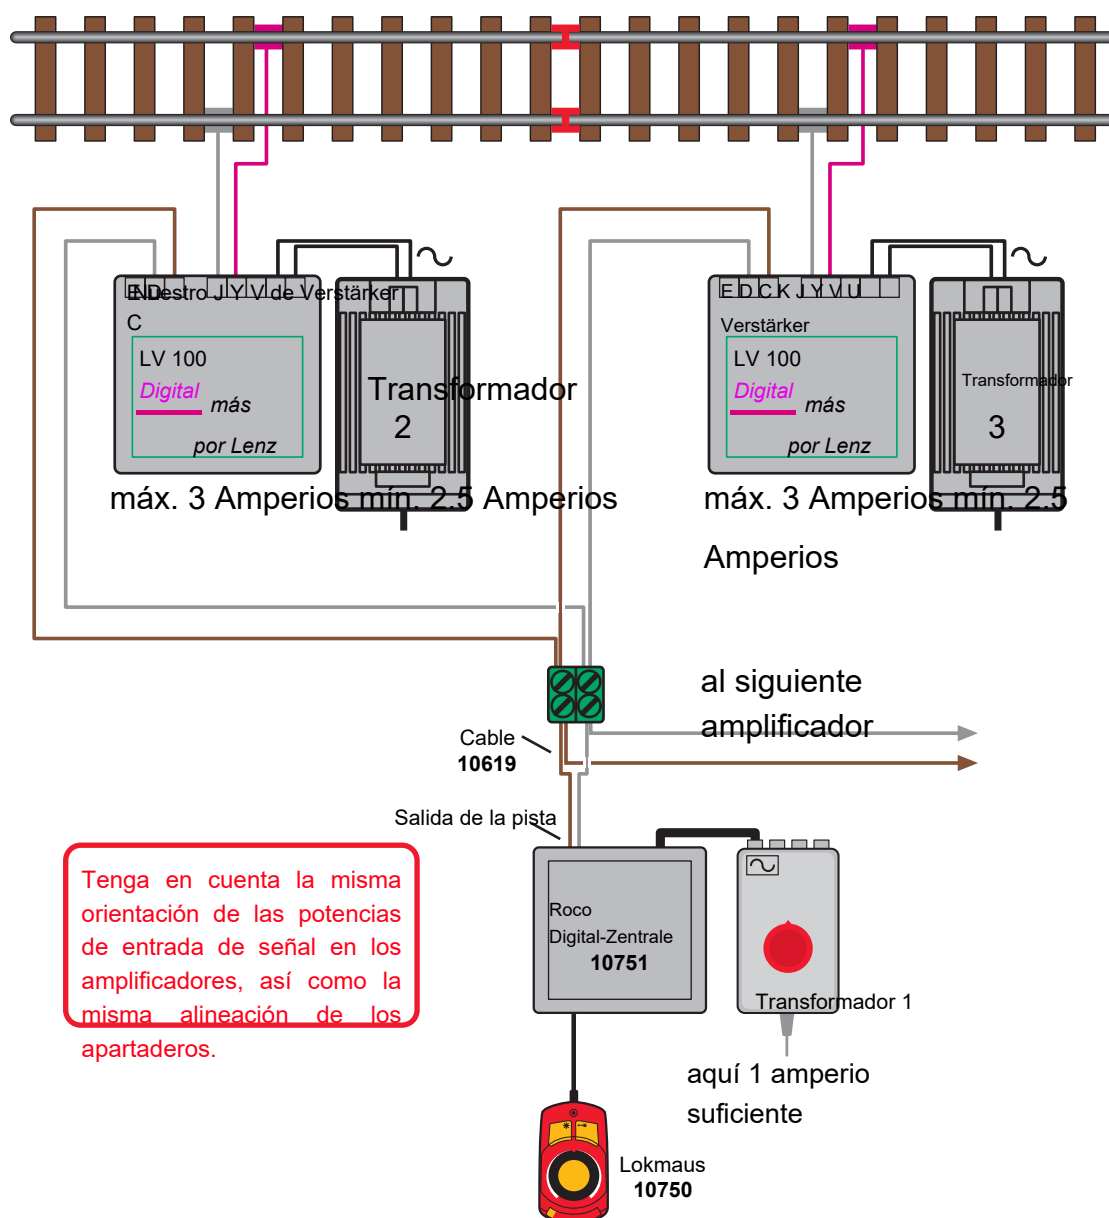 Nuestro J Y V de Verstärker
C
LV 100
Digital
más
por Lenz
Transformador
2
máx. 3 Amperios mín. 2.5 Amperios
E D C K J Y V U
Verstärker
LV 100
Digital
más
por Lenz
Transformador
3
máx. 3 Amperios mín. 2.5
Amperios
al siguiente
amplificador
Cable
10619
Salida de la pista
Tenga en cuenta la misma
orientación de las potencias
de entrada de señal en los
amplificadores, así como la
misma alineación de los
apartaderos.
Roco
Digital-Zentrale
10751
Transformador 1
aquí 1 amperio
suficiente
Lokmaus
10750